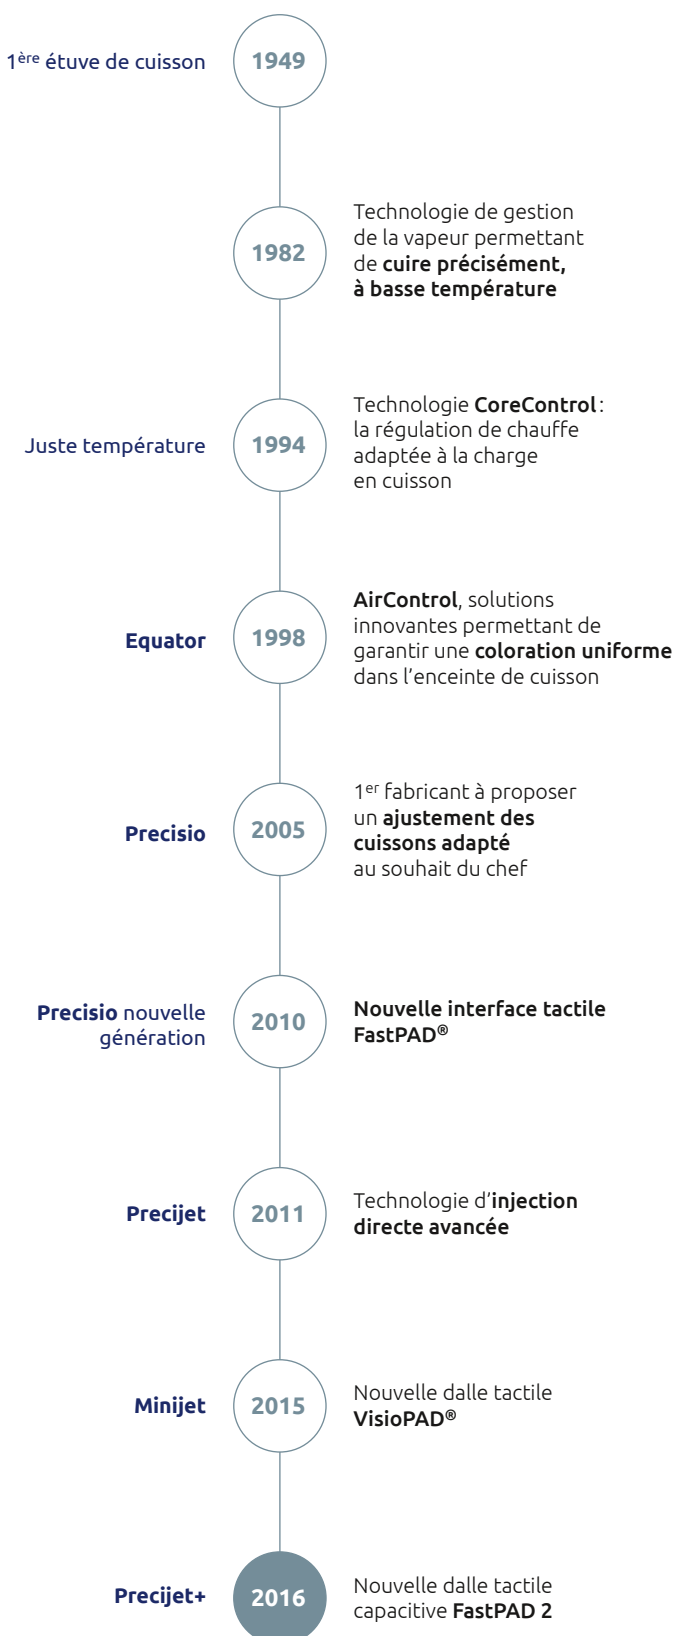 1ère étuve de cuisson
1949
1982
Technologie de gestion
de la vapeur permettant
de cuire précisément,
à basse température
Juste température
1994
Technologie CoreControl :
la régulation de chauffe
adaptée à la charge
en cuisson
Equator
1998
AirControl, solutions
innovantes permettant de
garantir une coloration uniforme
dans l’enceinte de cuisson
Precisio
2005
1er fabricant à proposer
un ajustement des
cuissons adapté
au souhait du chef
Precisio nouvelle
génération
2010
Nouvelle interface tactile
FastPAD®
Precijet
2011
Technologie d’injection
directe avancée
Minijet
2015
Nouvelle dalle tactile
VisioPAD®
Precijet+
2016
Nouvelle dalle tactile
capacitive FastPAD 2